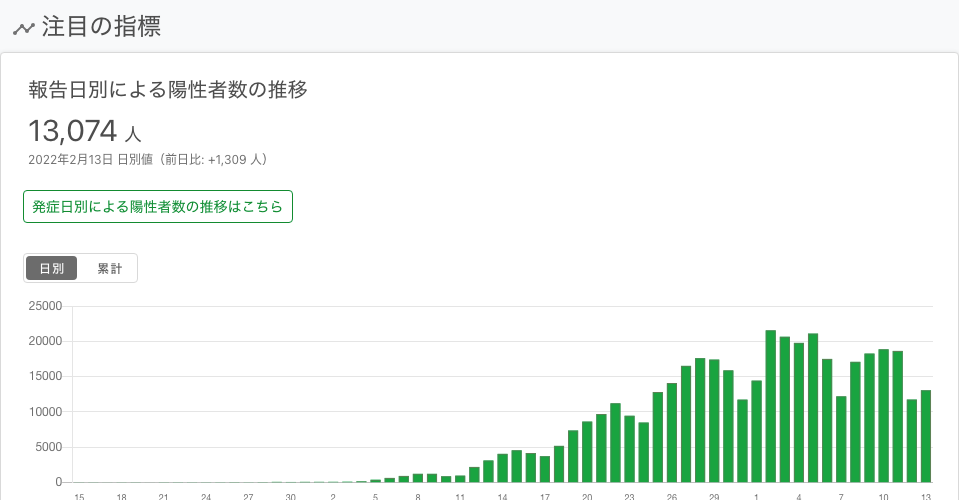 注目の指標
報告日別による陽性者数の推移
13,074 人
2022年2月13日 日別値（前日比: +1,309 人）
発症日別による陽性者数の推移はこちら
日別 累計
25000
20000
15000
10000
5000
0
15 18 21 24 27 30 2 5 8 11 14 17 20 23 26 29 1 4 7 10 13